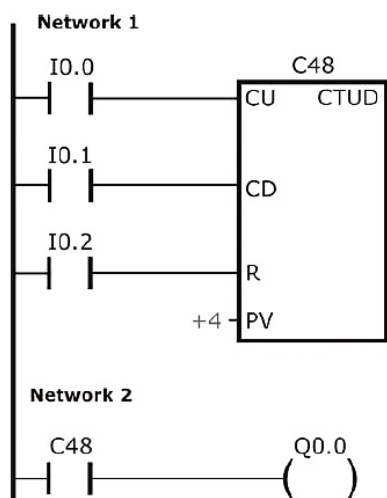 Network 1
I0.0
C48
CU CTUD
I0.1
CD
I0.2
R
+4 PV
Network 2
C48
Q0.0